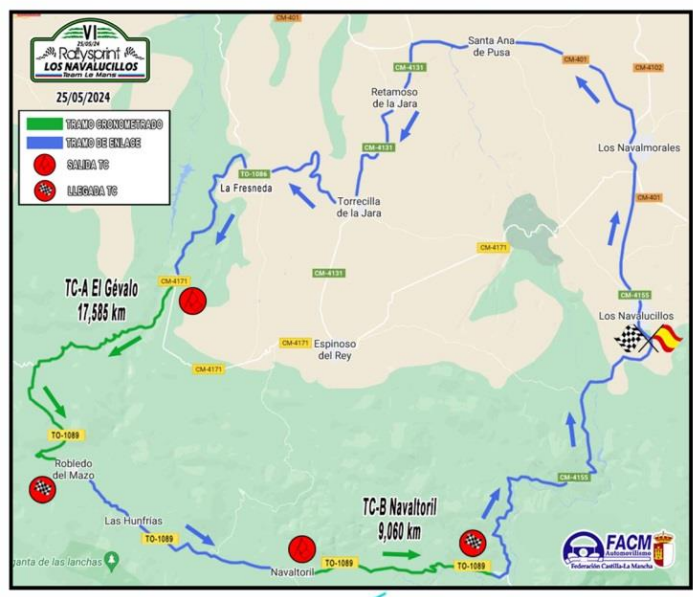 VI
25/05/24
Rallysprint
LOS NAVALUCILLOS
Team Le Mans
25/05/2024
TRAMO CRONOMETRADO
TRAMO DE ENLACE
SALIDA TC
LLEGADA TC
CM-401
CM-4131
Santa Ana
de Pusa
CM-401
CM-4102
Retamoso
de la Jara
CM-4131
Los Navalmorales
TO-1086
La Fresneda
Torrecilla
de la Jara
CM-401
CM-4171
CM-4131
CM-4171
TC-A El Gévalo
17,585 km
CM-4155
Los Navalucillos
CM-4171
Espinoso
del Rey
CM-4171
TO-1089
Robledo
del Mazo
CM-4155
TC-B Navaltoril
9,060 km
Las Hunfrías
TO-1089
TO-1089
TO-1089
Navaltoril
ganta de las lanchas
FACM
Automovilismo
Federación Castilla-La Mancha